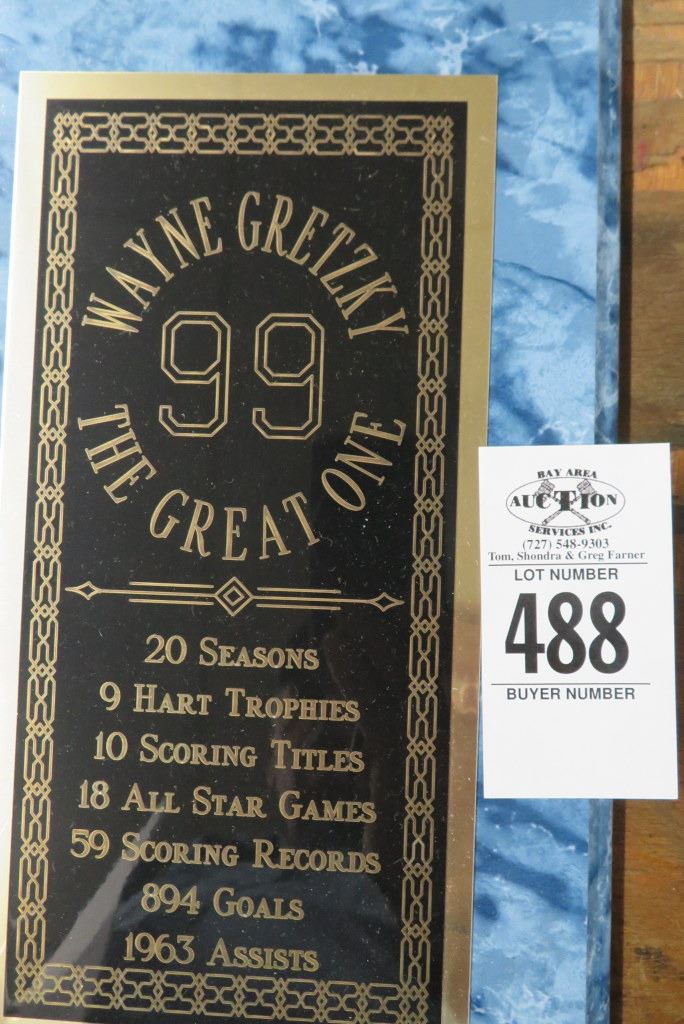 WAYNE GRETZKY
99
THE GREAT ONE
20 SEASONS
9 HART TROPHIES
10 SCORING TITLES
18 ALL STAR GAMES
59 SCORING RECORDS
894 GOALS
1963 ASSISTS
BAY AREA
AUCTION
SERVICES INC.
(727) 548-9303
Tom, Shondra & Greg Farner
LOT NUMBER
488
BUYER NUMBER